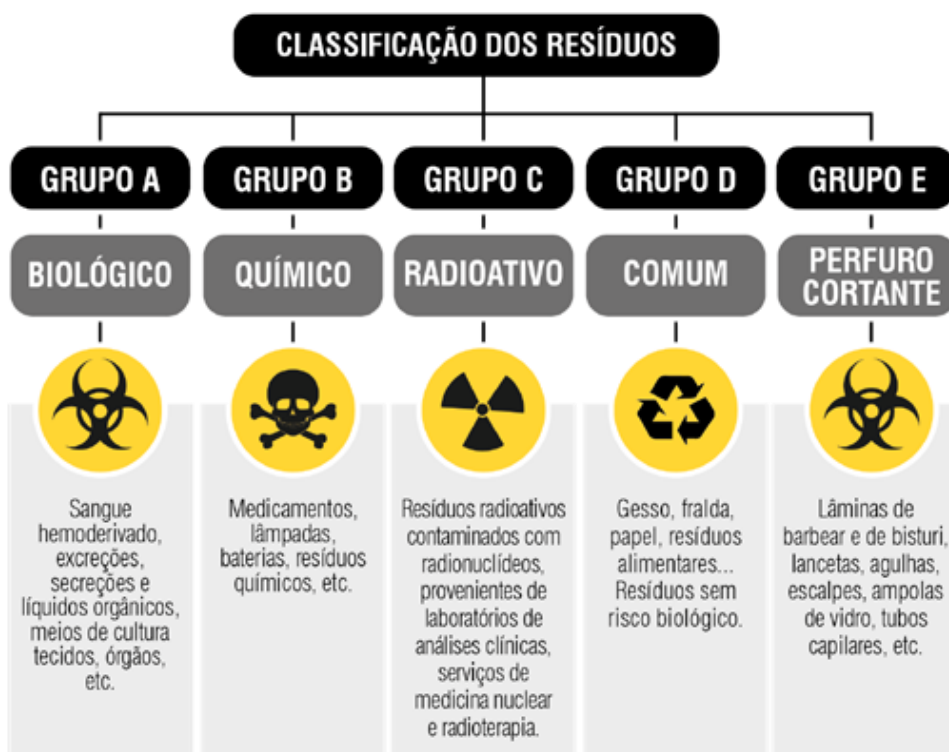 CLASSIFICAÇÃO DOS RESÍDUOS
GRUPO A
BIOLÓGICO
Sangue
hemoderivado,
excreções,
secreções e
líquidos orgânicos,
meios de cultura
tecidos, órgãos,
etc.
GRUPO B
QUÍMICO
Medicamentos,
lâmpadas,
baterias, resíduos
químicos, etc.
GRUPO C
RADIOATIVO
Resíduos radioativos
contaminados com
radionuclídeos,
provenientes de
laboratórios de
análises clínicas,
serviços de
medicina nuclear
e radioterapia.
GRUPO D
COMUM
Gesso, fralda,
papel, resíduos
alimentares...
Resíduos sem
risco biológico.
GRUPO E
PERFURO
CORTANTE
Lâminas de
barbear e de bisturi,
lancetas, agulhas,
escalpes, ampolas
de vidro, tubos
capilares, etc.